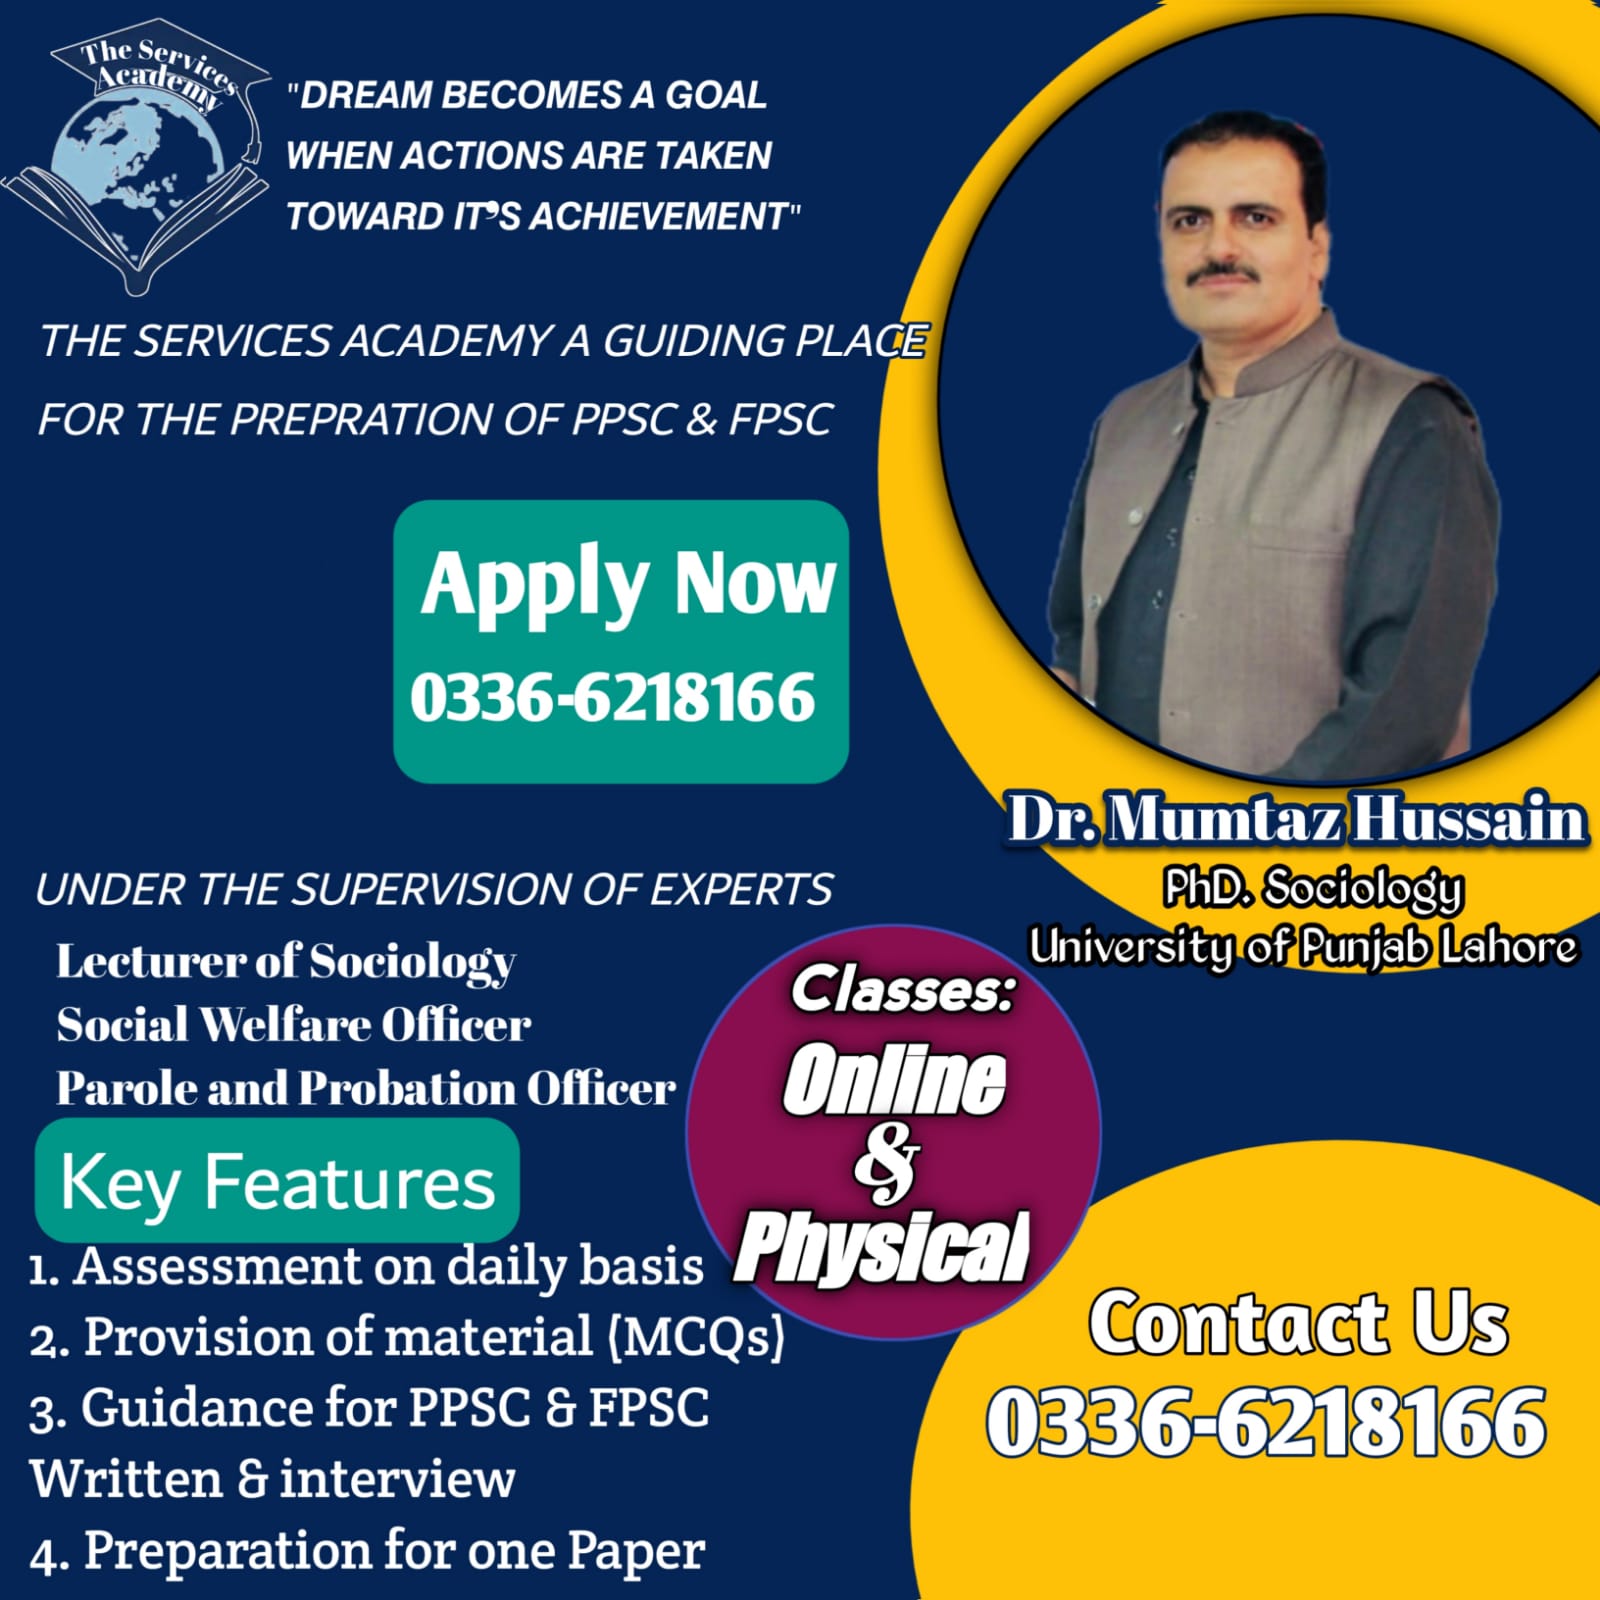 The Services
Academy
"DREAM BECOMES A GOAL
WHEN ACTIONS ARE TAKEN
TOWARD IT'S ACHIEVEMENT"
THE SERVICES ACADEMY A GUIDING PLACE
FOR THE PREPRATION OF PPSC & FPSC
Apply Now
0336-6218166
Dr. Mumtaz Hussain
PhD. Sociology
University of Punjab Lahore
UNDER THE SUPERVISION OF EXPERTS
Lecturer of Sociology
Social Welfare Officer
Parole and Probation Officer
Classes:
Online
&
Physical
Key Features
1. Assessment on daily basis
2. Provision of material (MCQs)
3. Guidance for PPSC & FPSC
Written & interview
4. Preparation for one Paper
Contact Us
0336-6218166